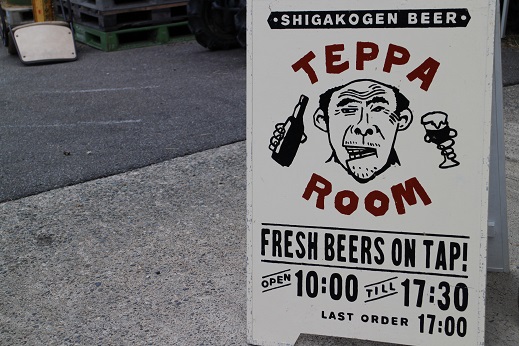 ·SHIGAKOGEN BEER·
TEPPA
ROOM
FRESH BEERS ON TAP!
OPEN 10:00 TILL 17:30
LAST ORDER 17:00